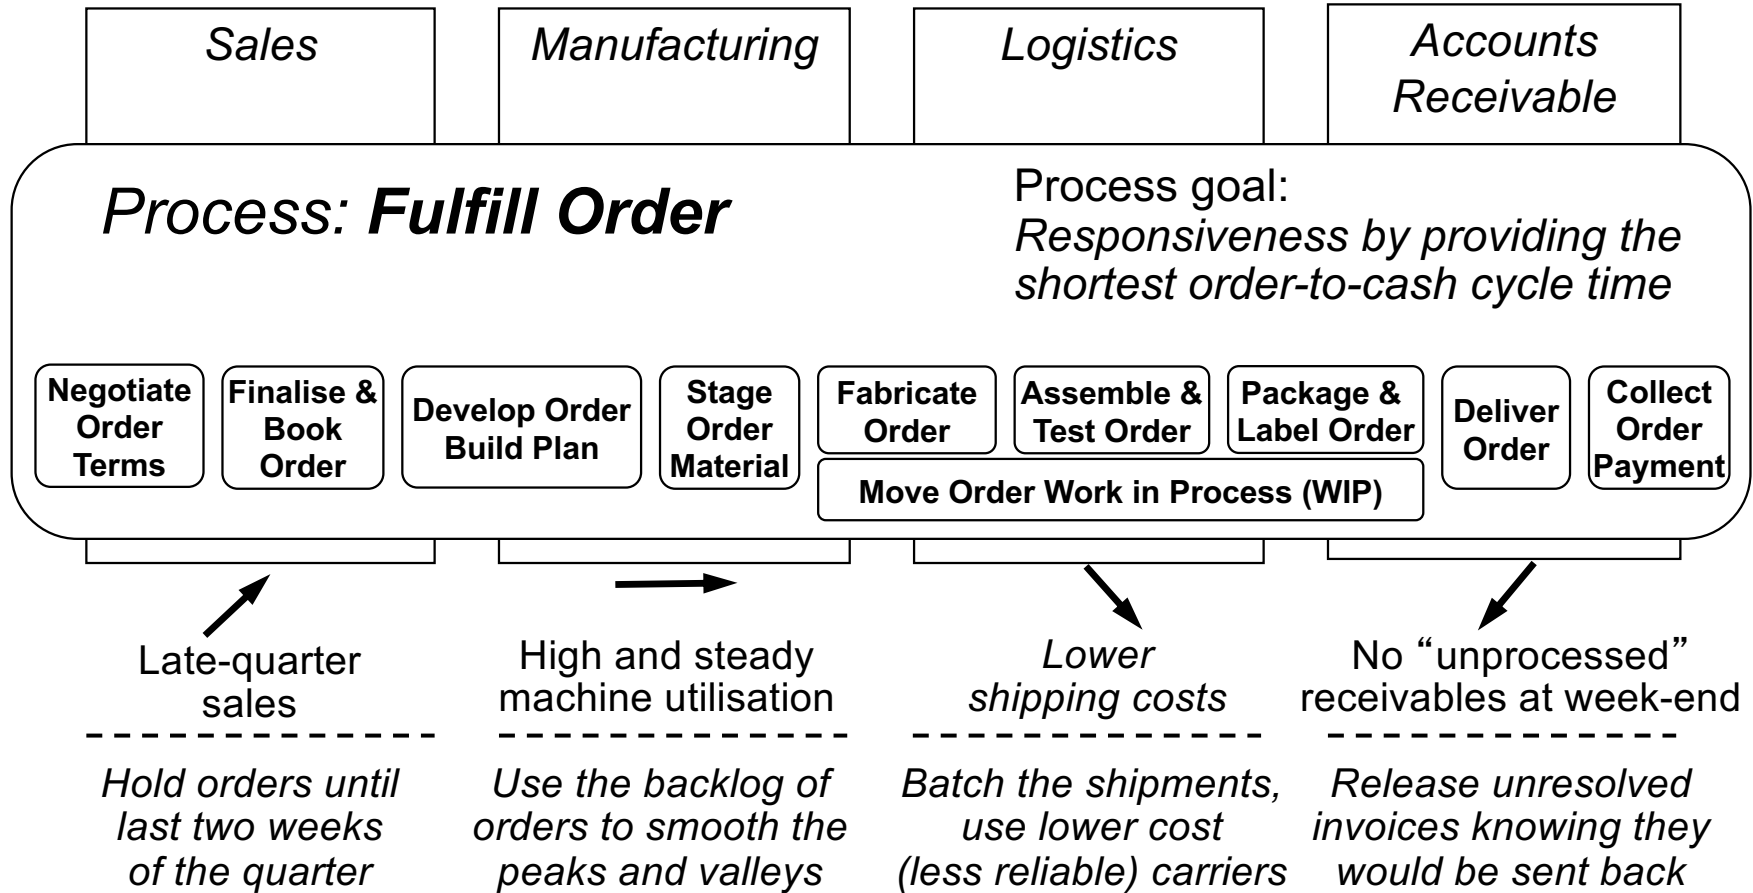 Sales
Manufacturing
Logistics
Accounts
Receivable
Process: Fulfill Order
Process goal:
Responsiveness by providing the
shortest order-to-cash cycle time
Negotiate
Order
Terms
Finalise &
Book
Order
Develop Order
Build Plan
Stage
Order
Material
Fabricate
Order
Assemble &
Test Order
Package &
Label Order
Move Order Work in Process (WIP)
Deliver
Order
Collect
Order
Payment
Late-quarter
sales
High and steady
machine utilisation
Lower
shipping costs
No “unprocessed”
receivables at week-end
Hold orders until
last two weeks
of the quarter
Use the backlog of
orders to smooth the
peaks and valleys
Batch the shipments,
use lower cost
(less reliable) carriers
Release unresolved
invoices knowing they
would be sent back